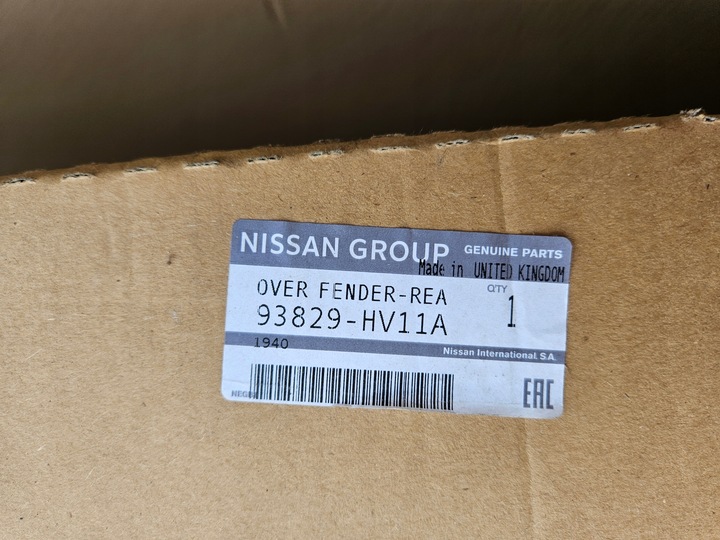 NISSAN GROUP GENUINE PARTS
Made in UNITED KINGDOM
OVER FENDER-REA QTY
93829-HV11A 1
1940 Nissan International. SA.
EAC